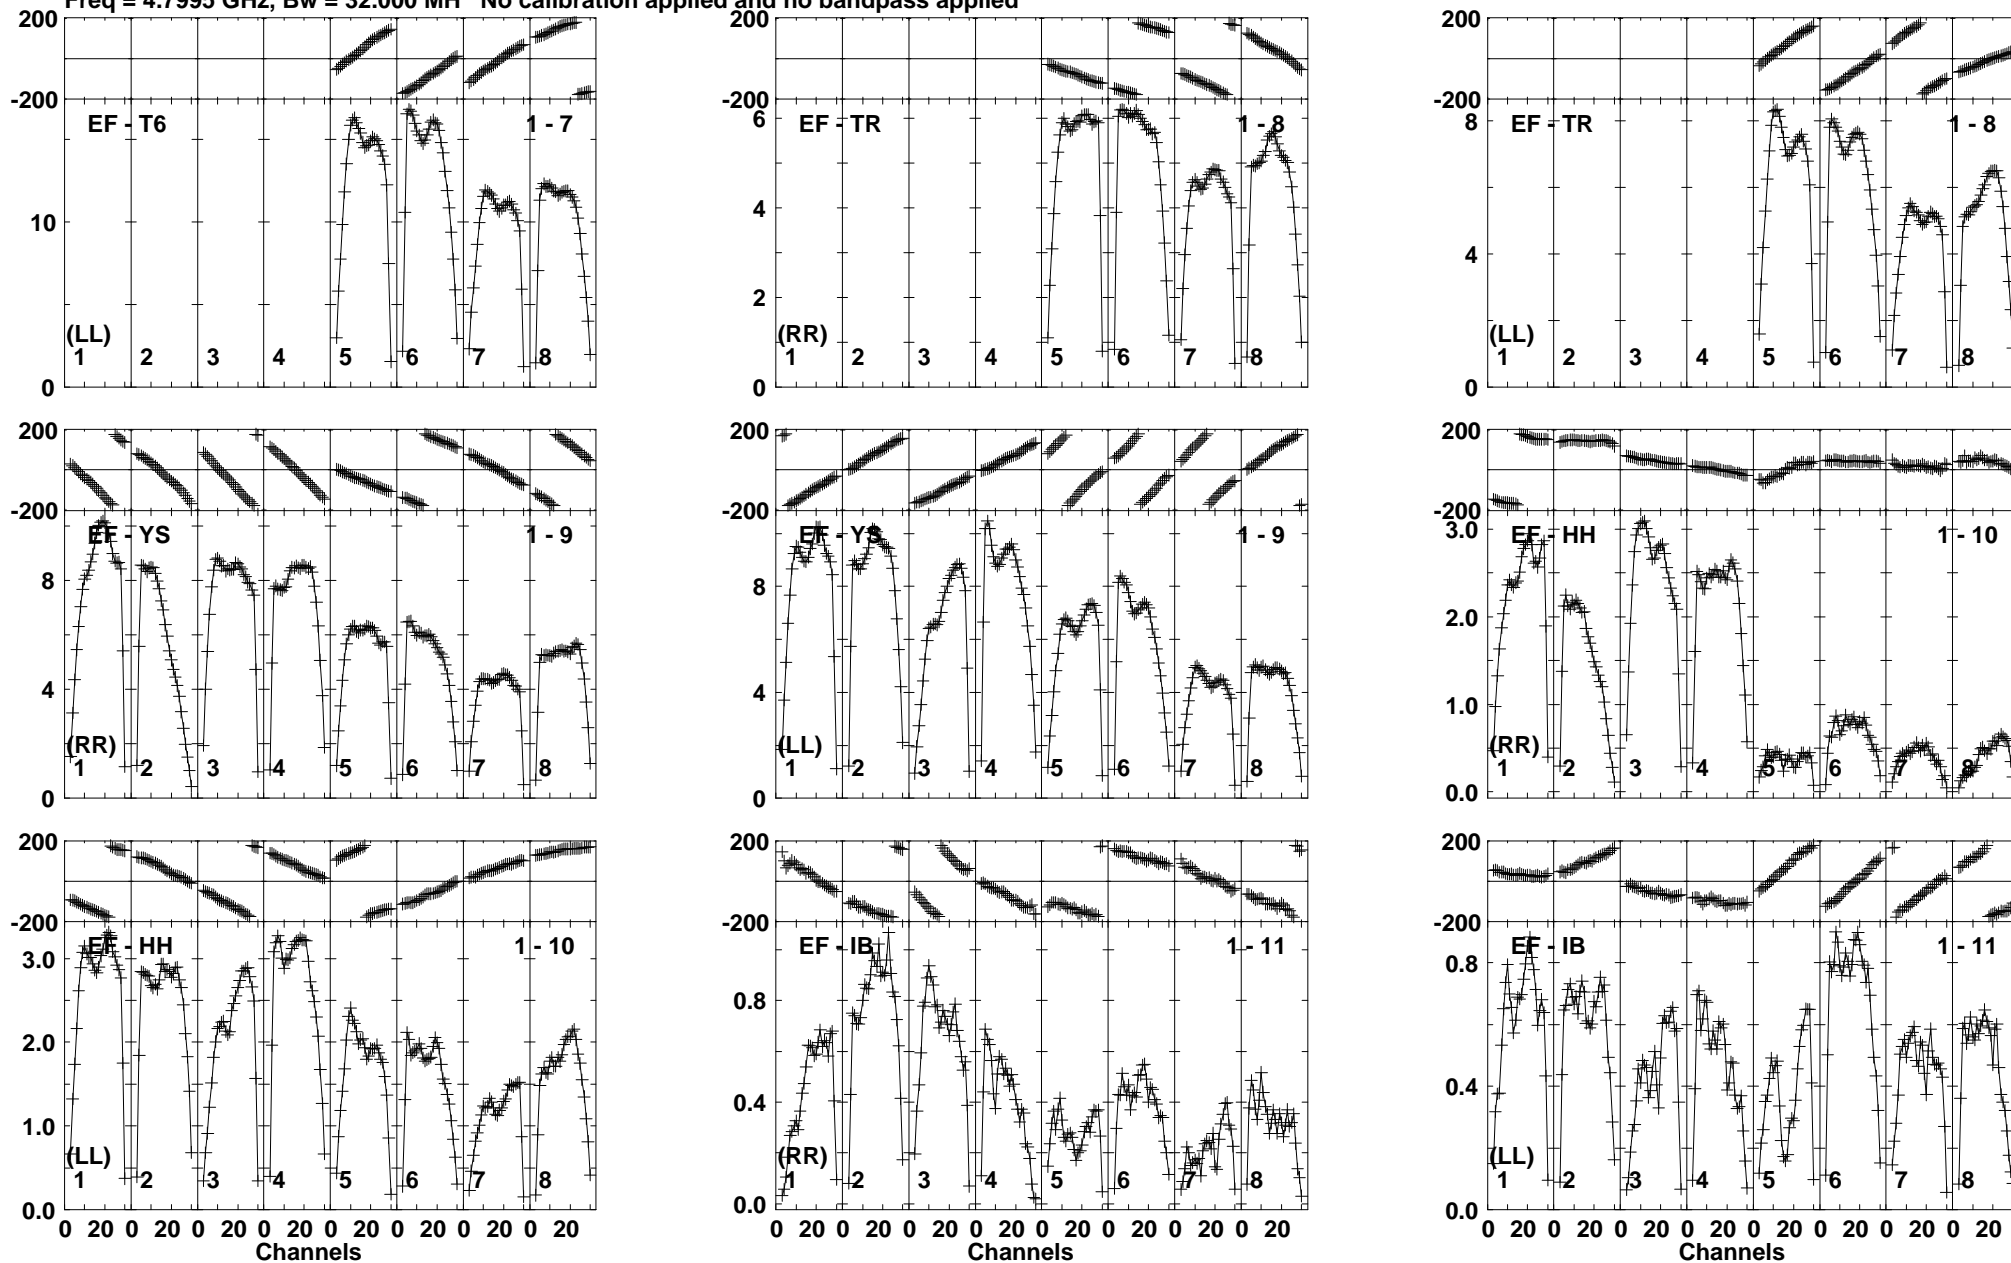 Freq = 4.7995 GHz, Bw = 32.000 MH No calibration applied and no bandpass applied
200 200 200
-200 -200 -200
EF - T6 1 - 7 EF - TR 1 - 8 EF - TR 1 - 8
6 8
10 4 4
2
(LL) (RR) (LL)
1 2 3 4 5 6 7 8 1 2 3 4 5 6 7 8 1 2 3 4 5 6 7 8
0 0 0
200 200 200
-200 -200 -200
EF - YS 1 - 9 EF - YS 1 - 9 EF - HH 1 - 10
3.0
8 8 2.0
4 4 1.0
(RR) (LL) (RR)
1 2 3 4 5 6 7 8 1 2 3 4 5 6 7 8 1 2 3 4 5 6 7 8
0 0 0.0
200 200 200
-200 -200 -200
EF - HH 1 - 10 EF - IB 1 - 11 EF - IB 1 - 11
3.0 0.8 0.8
2.0
1.0 0.4 0.4
(LL) (RR) (LL)
1 2 3 4 5 6 7 8 1 2 3 4 5 6 7 8 1 2 3 4 5 6 7 8
0.0 0.0 0.0
0 20 0 20 0 20 0 20 0 20 0 20 0 20 0 20 0 20 0 20 0 20 0 20 0 20 0 20 0 20 0 20 0 20 0 20 0 20 0 20 0 20 0 20 0 20 0 20
Channels Channels Channels